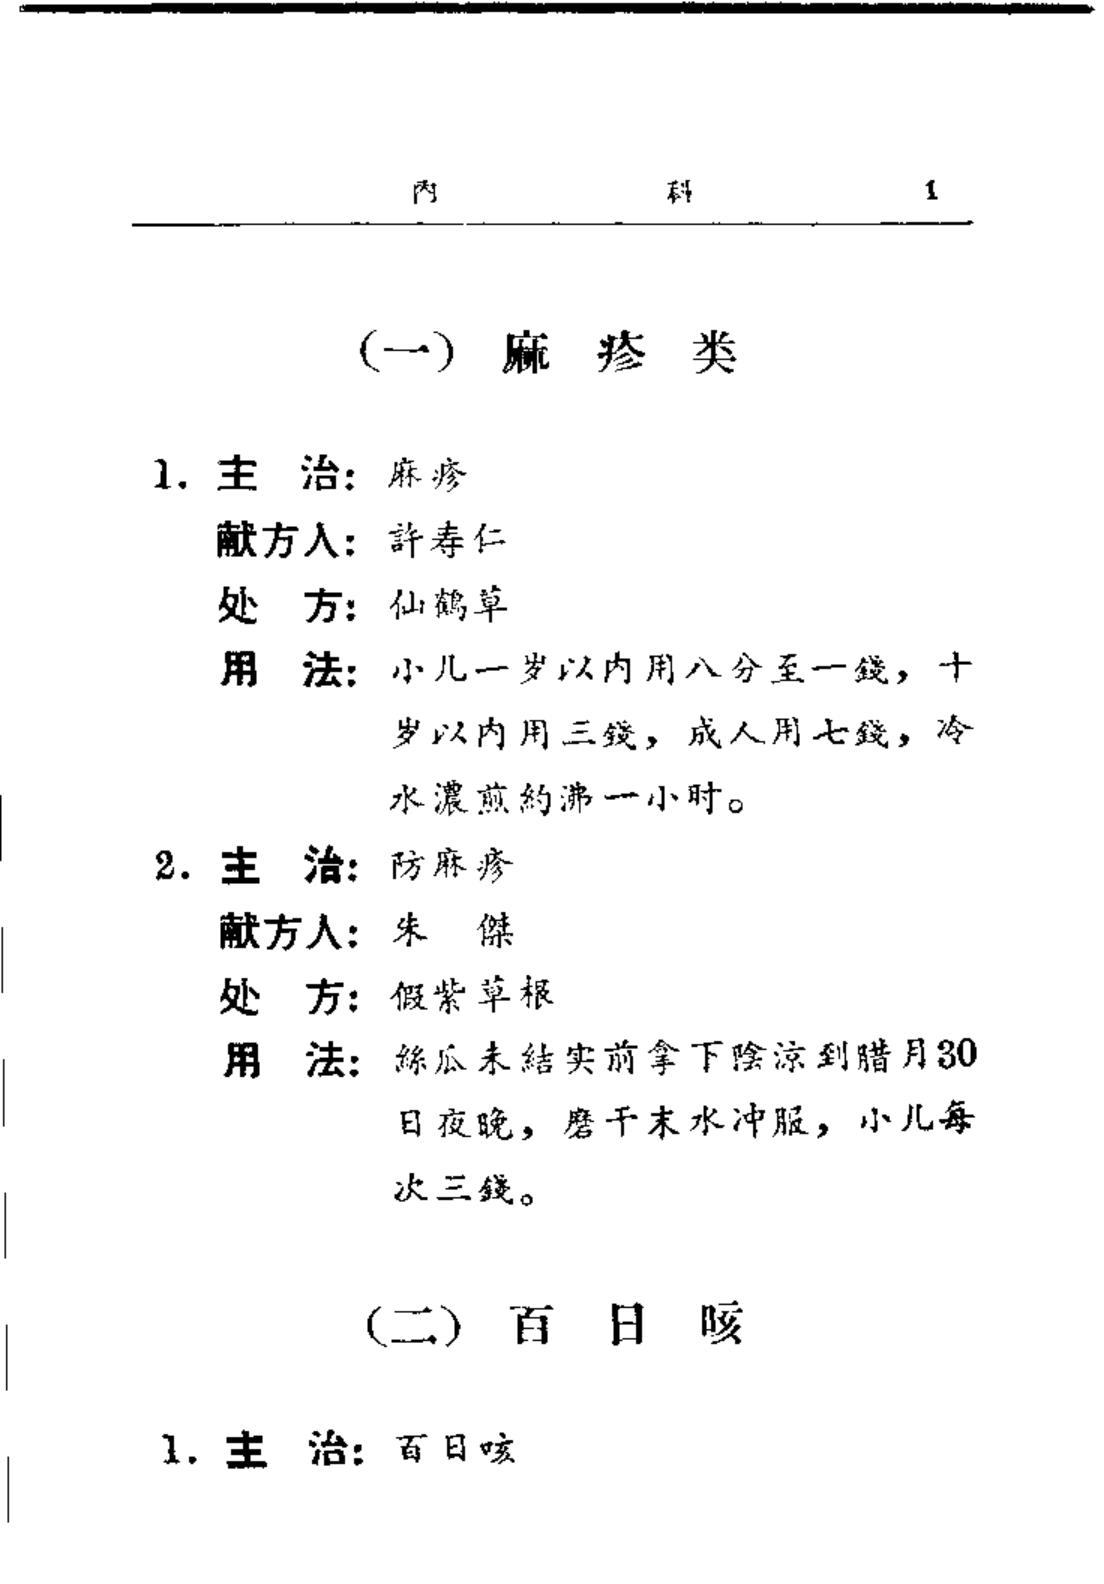 内 科 1
(一) 麻 疹 类
1. 主 治: 麻疹
献方人: 許寿仁
处 方: 仙鶴草
用 法: 小儿一岁以内用八分至一錢，十
岁以内用三錢，成人用七錢，冷
水濃煎約沸一小时。
2. 主 治: 防麻疹
献方人: 朱 傑
处 方: 假紫草根
用 法: 絲瓜未結实前拿下陰涼到腊月30
日夜晚，磨干末水冲服，小儿每
次三錢。
(二) 百 日 咳
1. 主 治: 百日咳